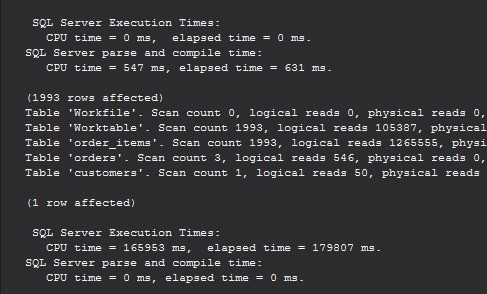 SQL Server Execution Times:
CPU time = 0 ms,  elapsed time = 0 ms.
SQL Server parse and compile time:
CPU time = 547 ms, elapsed time = 631 ms.
(1993 rows affected)
Table 'Workfile'. Scan count 0, logical reads 0, physical reads 0,
Table 'Worktable'. Scan count 1993, logical reads 105387, physical
Table 'order_items'. Scan count 1993, logical reads 1265555, physi
Table 'orders'. Scan count 3, logical reads 546, physical reads 0,
Table 'customers'. Scan count 1, logical reads 50, physical reads
(1 row affected)
SQL Server Execution Times:
CPU time = 165953 ms,  elapsed time = 179807 ms.
SQL Server parse and compile time:
CPU time = 0 ms, elapsed time = 0 ms.